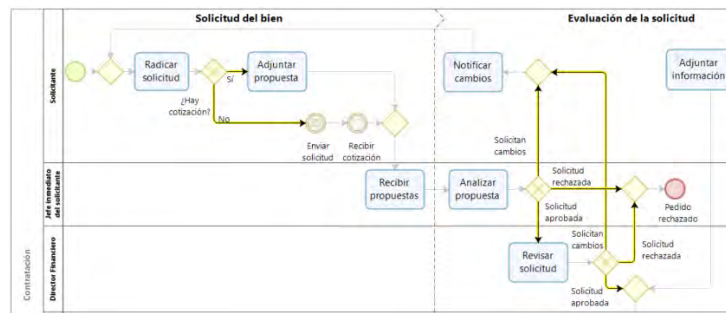 Solicitud del bien
Evaluación de la solicitud
Contratación
Solicitante
Radicar
solicitud
Sí
Adjuntar
propuesta
¿Hay
cotización?
No
Enviar
solicitud
Recibir
cotización
Notificar
cambios
Adjuntar
información
Solicitan
cambios
Jefe inmediato
del solicitante
Recibir
propuestas
Analizar
propuesta
Solicitud
rechazada
Solicitud
aprobada
Pedido
rechazado
Director Financiero
Revisar
solicitud
Solicitan
cambios
Solicitud
rechazada
Solicitud
aprobada